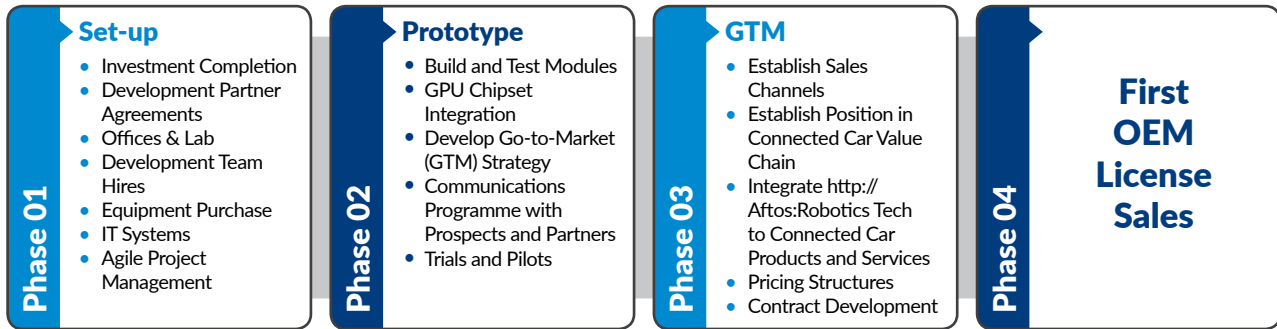 Phase 01
Set-up
• Investment Completion
• Development Partner
Agreements
• Offices & Lab
• Development Team
Hires
• Equipment Purchase
• IT Systems
• Agile Project
Management
Phase 02
Prototype
• Build and Test Modules
• GPU Chipset
Integration
• Develop Go-to-Market
(GTM) Strategy
• Communications
Programme with
Prospects and Partners
• Trials and Pilots
Phase 03
GTM
• Establish Sales
Channels
• Establish Position in
Connected Car Value
Chain
• Integrate http://
Aftos:Robotics Tech
to Connected Car
Products and Services
• Pricing Structures
• Contract Development
Phase 04
First
OEM
License
Sales